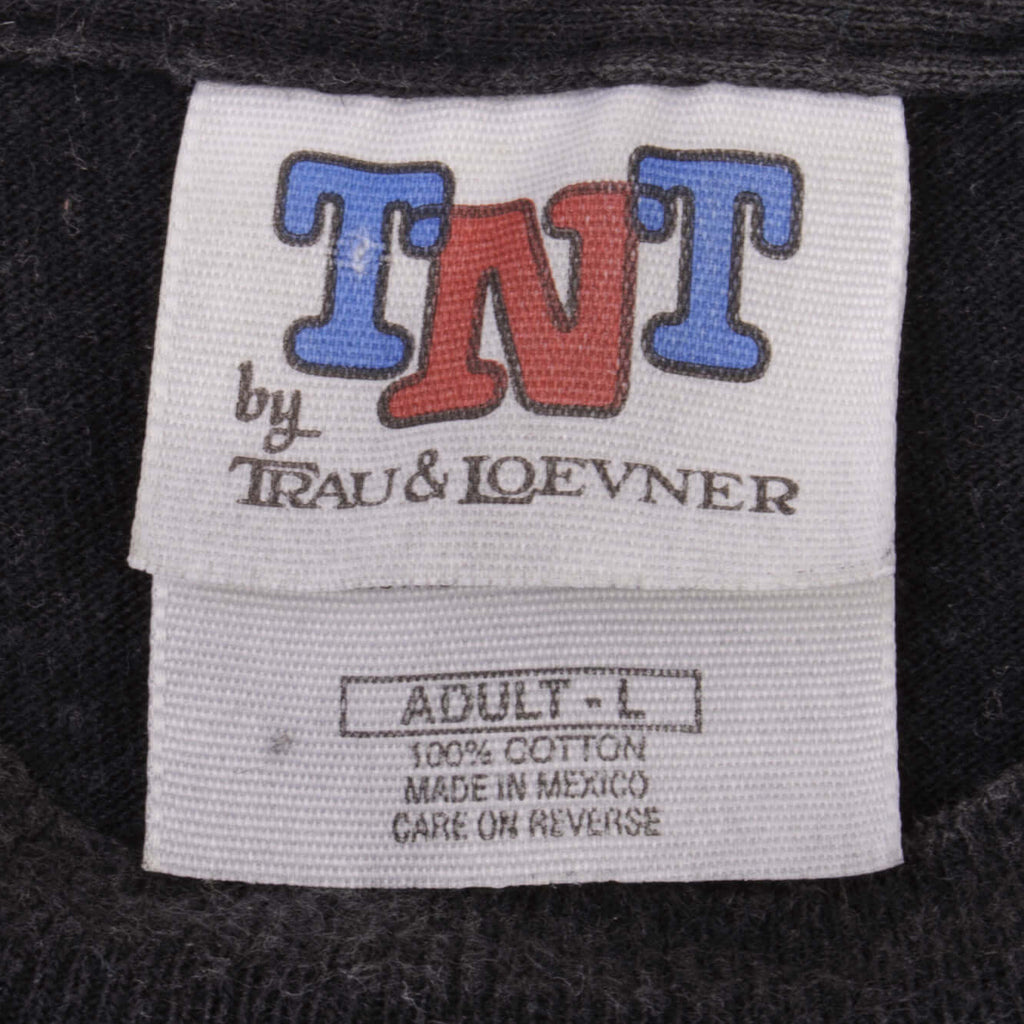 TNT
by
TRAU & LOEVNER
ADULT - L
100% COTTON
MADE IN MEXICO
CARE ON REVERSE